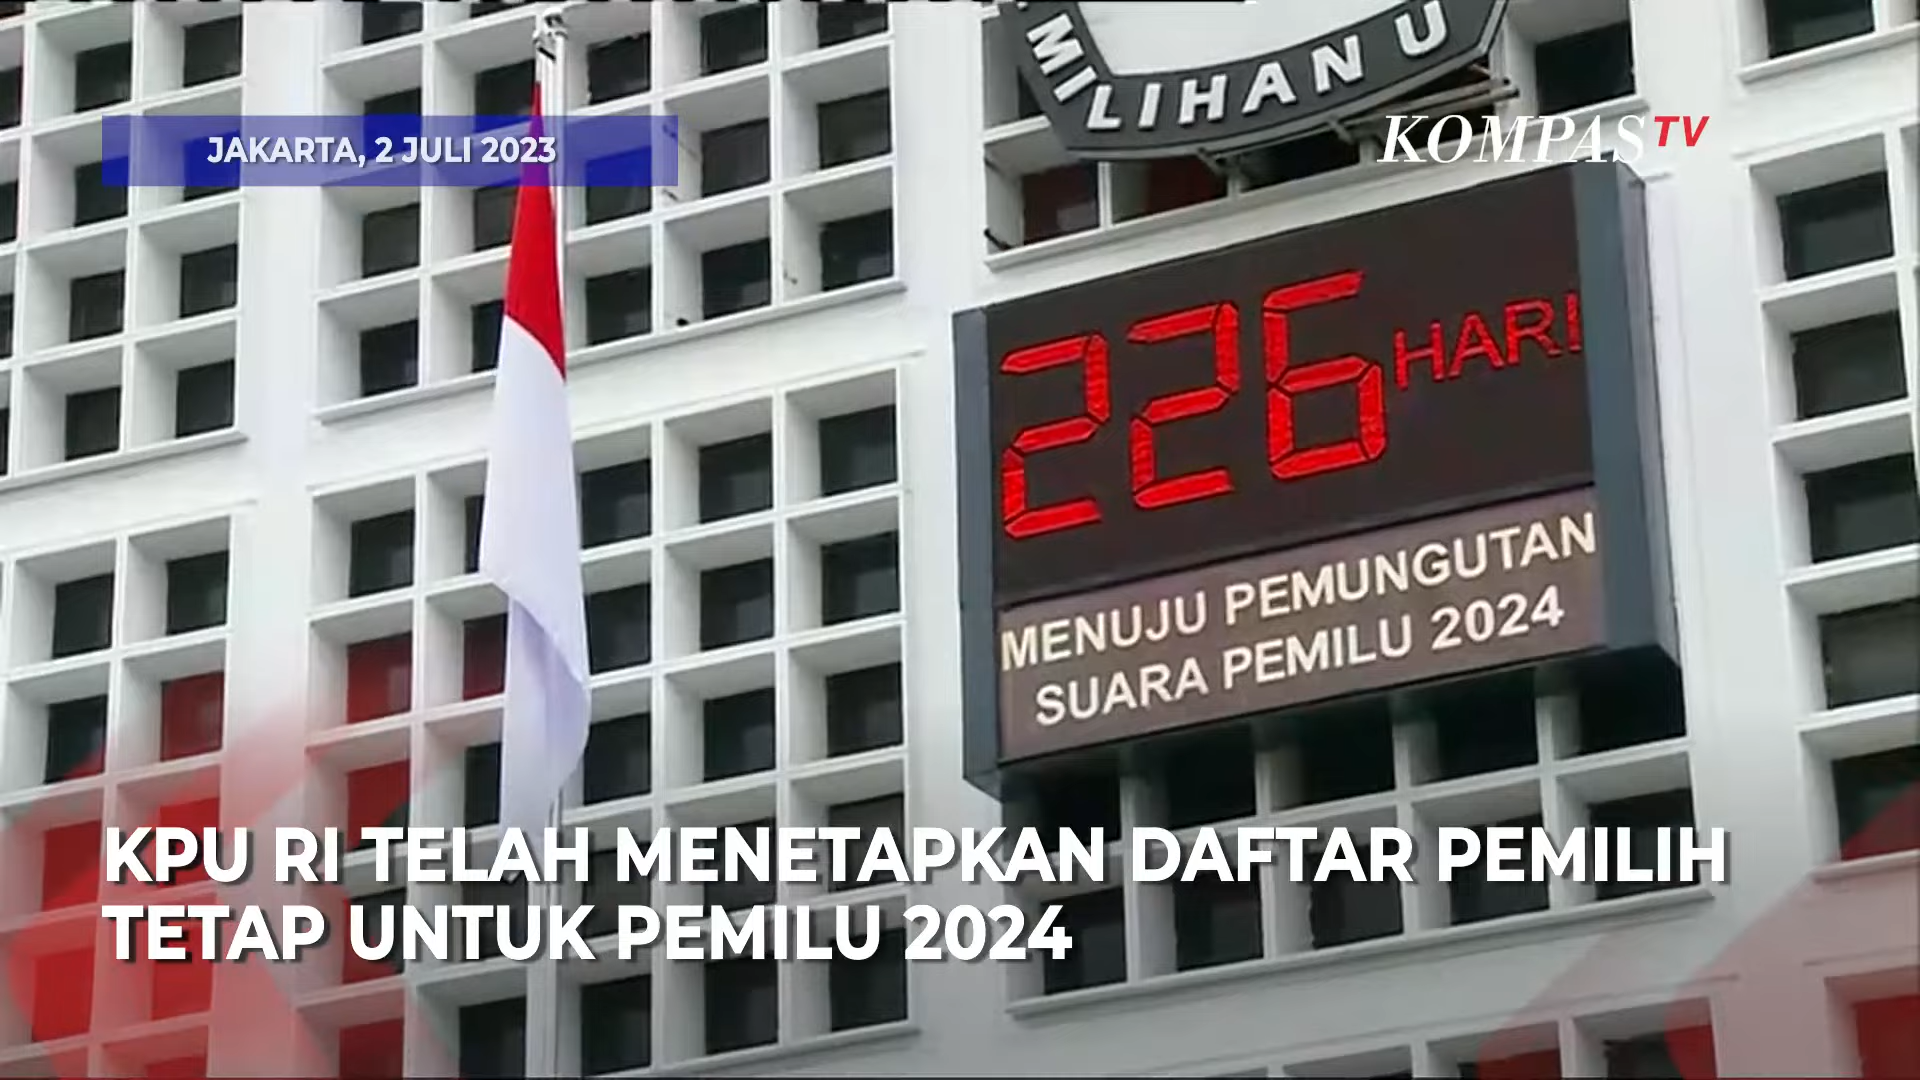 MILIHAN U
JAKARTA, 2 JULI 2023
KOMPAS TV
226 HARI
MENUJU PEMUNGUTAN
SUARA PEMILU 2024
KPU RI TELAH MENETAPKAN DAFTAR PEMILIH
TETAP UNTUK PEMILU 2024